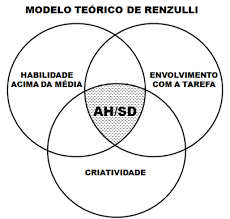 MODELO TEÓRICO DE RENZULLI
HABILIDADE
ACIMA DA MÉDIA
ENVOLVIMENTO
COM A TAREFA
AH/SD
CRIATIVIDADE